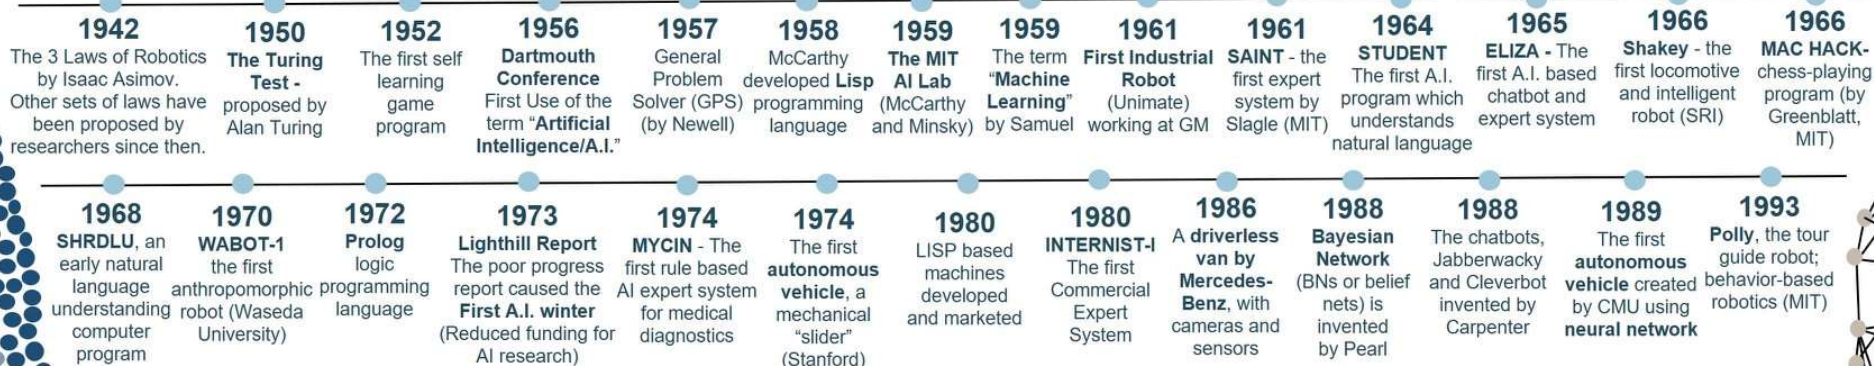 1942
The 3 Laws of Robotics
by Isaac Asimov.
Other sets of laws have
been proposed by
researchers since then.
1950
The Turing
Test -
proposed by
Alan Turing
1952
The first self
learning
game
program
1956
Dartmouth
Conference
First Use of the
term “Artificial
Intelligence/A.I.”
1957
General
Problem
Solver (GPS)
(by Newell)
1958
McCarthy
developed Lisp
programming
language
1959
The MIT
AI Lab
(McCarthy
and Minsky)
1959
The term
“Machine
Learning”
by Samuel
1961
First Industrial
Robot
(Unimate)
working at GM
1961
SAINT - the
first expert
system by
Slagle (MIT)
1964
STUDENT
The first A.I.
program which
understands
natural language
1965
ELIZA - The
first A.I. based
chatbot and
expert system
1966
Shakey - the
first locomotive
and intelligent
robot (SRI)
1966
MAC HACK-
chess-playing
program (by
Greenblatt,
MIT)
1968
SHRDLU, an
early natural
language
understanding
computer
program
1970
WABOT-1
the first
anthropomorphic
robot (Waseda
University)
1972
Prolog
logic
programming
language
1973
Lighthill Report
The poor progress
report caused the
First A.I. winter
(Reduced funding for
AI research)
1974
MYCIN - The
first rule based
AI expert system
for medical
diagnostics
1974
The first
autonomous
vehicle, a
mechanical
“slider”
(Stanford)
1980
LISP based
machines
developed
and marketed
1980
INTERNIST-I
The first
Commercial
Expert
System
1986
A driverless
van by
Mercedes-
Benz, with
cameras and
sensors
1988
Bayesian
Network
(BNs or belief
nets) is
invented
by Pearl
1988
The chatbots,
Jabberwacky
and Cleverbot
invented by
Carpenter
1989
The first
autonomous
vehicle created
by CMU using
neural network
1993
Polly, the tour
guide robot;
behavior-based
robotics (MIT)